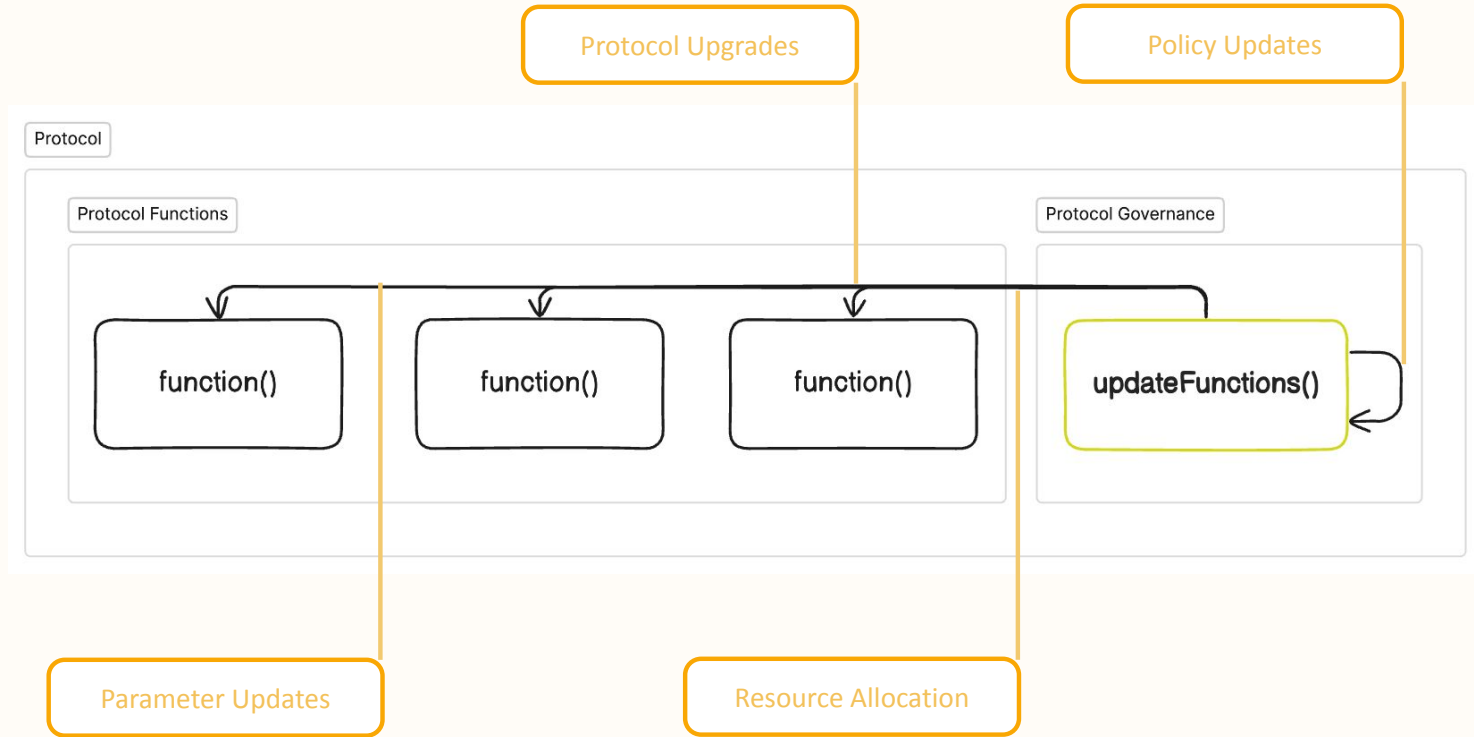 Protocol Upgrades
Policy Updates
Protocol
Protocol Functions
Protocol Governance
function()
function()
function()
updateFunctions()
Parameter Updates
Resource Allocation